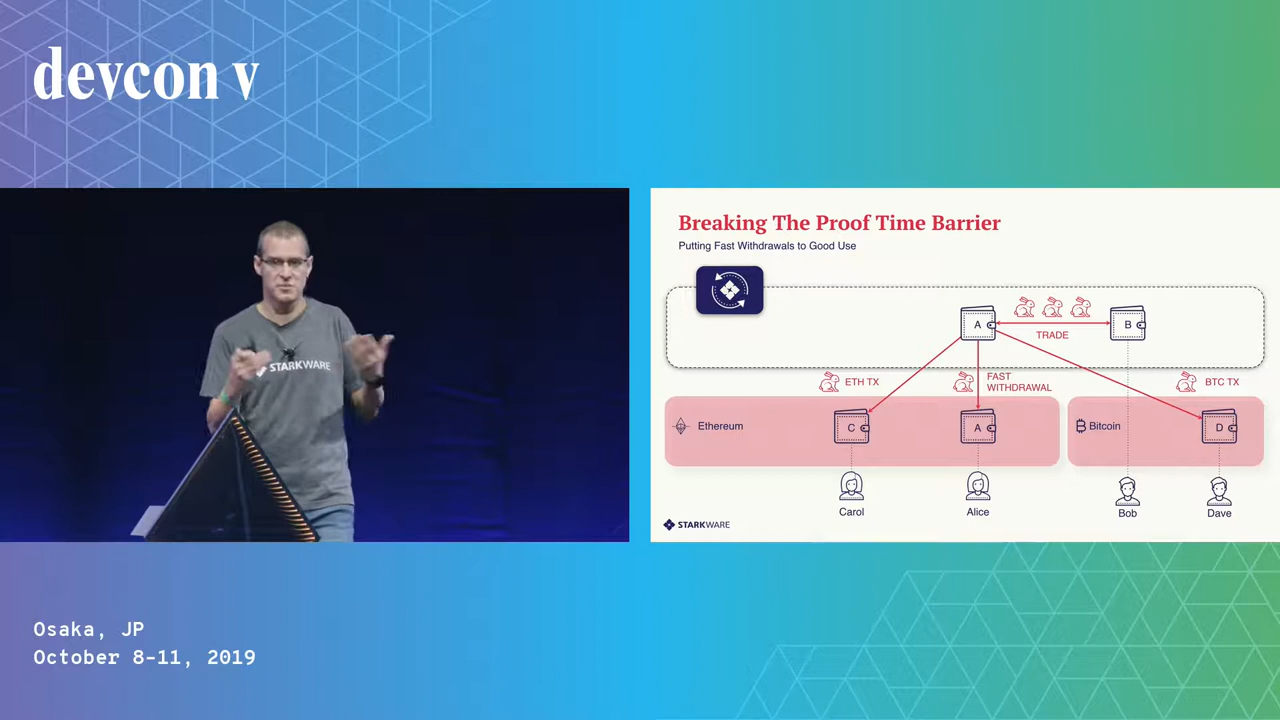 devcon v
STARKWARE
Breaking The Proof Time Barrier
Putting Fast Withdrawals to Good Use
A
B
TRADE
ETH TX
FAST
WITHDRAWAL
BTC TX
Ethereum
C
A
Bitcoin
D
Carol
Alice
Bob
Dave
STARKWARE
Osaka, JP
October 8-11, 2019